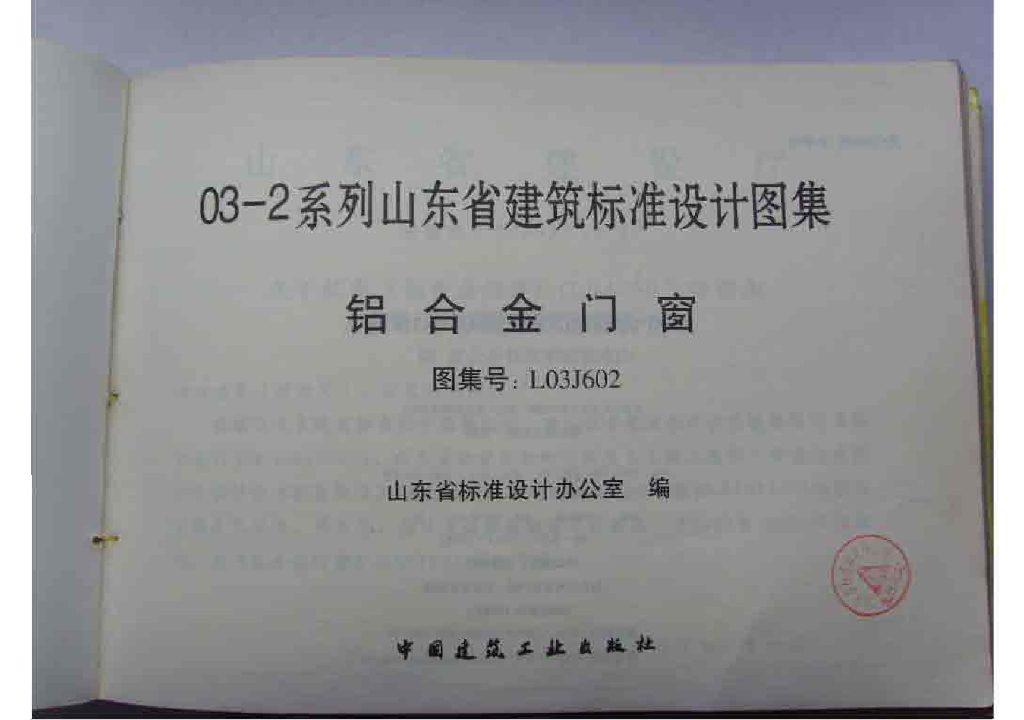 03-2系列山东省建筑标准设计图集
铝合金门窗
图集号：L03J602
山东省标准设计办公室 编
中国建筑工业出版社